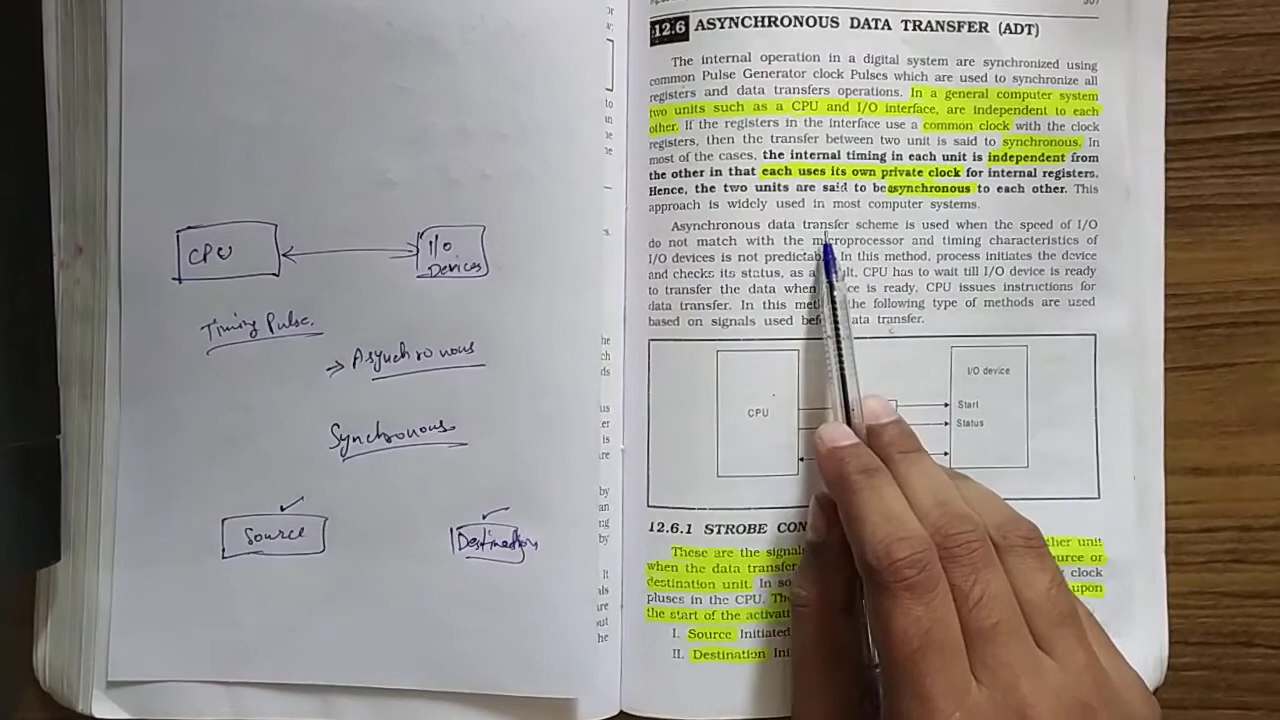 CPU
I/O
Devices
Timing Pulse.
→ Asynchronous
Synchronous
Source
Destination
12.6 ASYNCHRONOUS DATA TRANSFER (ADT)
The internal operation in a digital system are synchronized using
common Pulse Generator clock Pulses which are used to synchronize all
registers and data transfers operations. In a general computer system
two units such as a CPU and I/O interface, are independent to each
other. If the registers in the interface use a common clock with the clock
registers, then the transfer between two unit is said to synchronous. In
most of the cases, the internal timing in each unit is independent from
the other in that each uses its own private clock for internal registers.
Hence, the two units are said to be asynchronous to each other. This
approach is widely used in most computer systems.
Asynchronous data transfer scheme is used when the speed of I/O
do not match with the microprocessor and timing characteristics of
I/O devices is not In this method, process initiates the device
and checks its status, as a CPU has to wait till I/O device is ready
to transfer the data when is ready, CPU issues instructions for
data transfer. In this the following type of methods are used
based on signals used data transfer.
CPU
I/O device
Start
Status
12.6.1 STROBE
These are the unit
when the data transfer or
destination unit. In clock
pluses in the CPU. upon
the start of the
I. Source Initiated
II. Destination